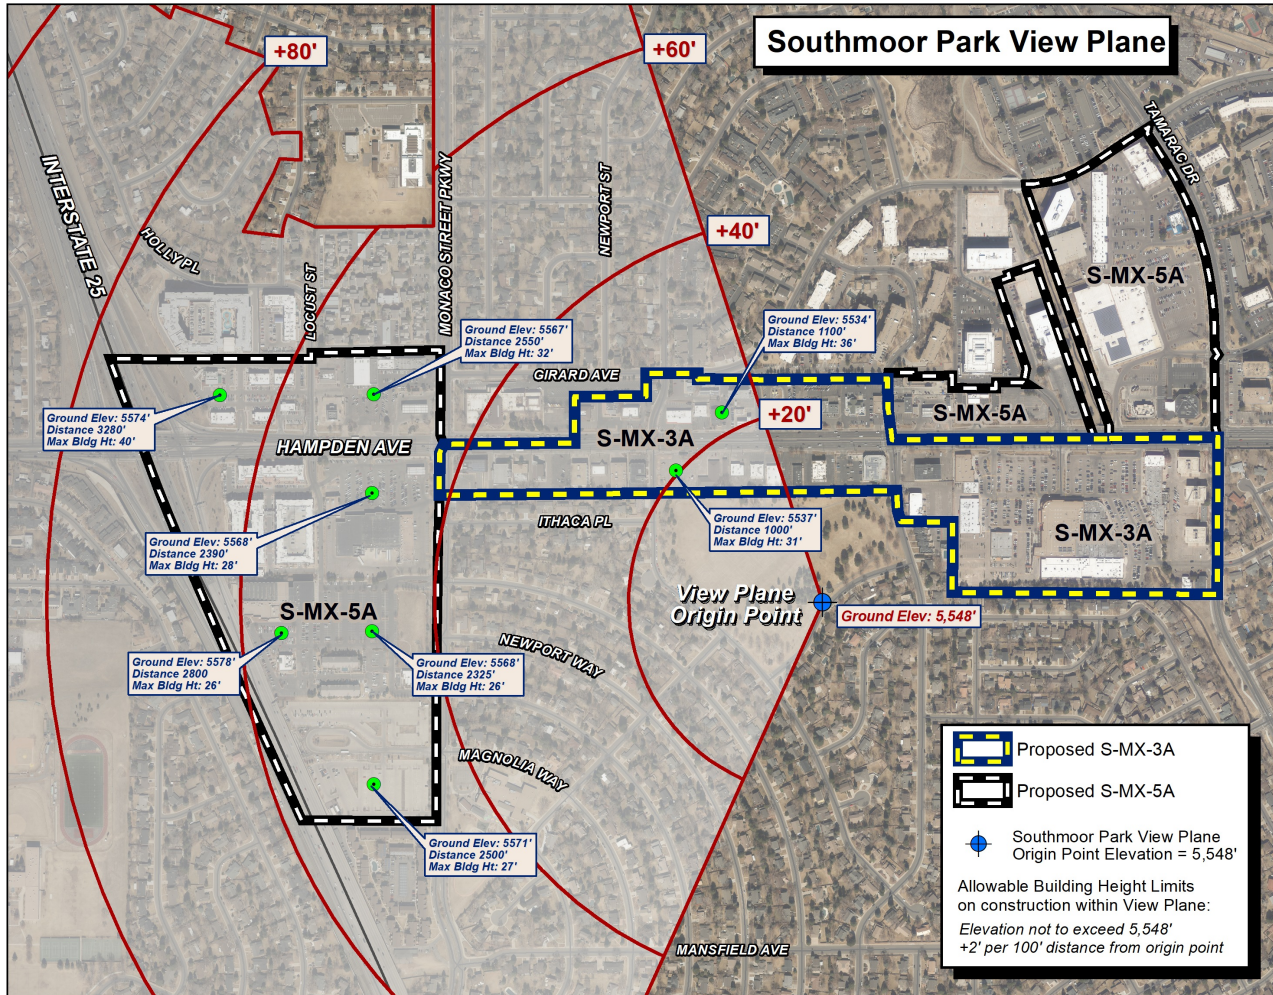 Southmoor Park View Plane
+80'
+60'
+40'
+20'
INTERSTATE 25
HOLLY PL
LOCUST ST
MONACO STREET PKWY
NEWPORT ST
TAMARAC DR
S-MX-5A
Ground Elev: 5567'
Distance 2550'
Max Bldg Ht: 32'
Ground Elev: 5534'
Distance 1100'
Max Bldg Ht: 36'
GIRARD AVE
Ground Elev: 5574'
Distance 3280'
Max Bldg Ht: 40'
HAMPDEN AVE
S-MX-3A
S-MX-5A
Ground Elev: 5568'
Distance 2390'
Max Bldg Ht: 28'
ITHACA PL
Ground Elev: 5537'
Distance 1000'
Max Bldg Ht: 31'
S-MX-3A
View Plane
Origin Point
Ground Elev: 5,548'
S-MX-5A
Ground Elev: 5578'
Distance 2800
Max Bldg Ht: 26'
Ground Elev: 5568'
Distance 2325'
Max Bldg Ht: 26'
NEWPORT WAY
MAGNOLIA WAY
Ground Elev: 5571'
Distance 2500'
Max Bldg Ht: 27'
MANSFIELD AVE
Proposed S-MX-3A
Proposed S-MX-5A
Southmoor Park View Plane
Origin Point Elevation = 5,548'
Allowable Building Height Limits
on construction within View Plane:
Elevation not to exceed 5,548'
+2' per 100' distance from origin point